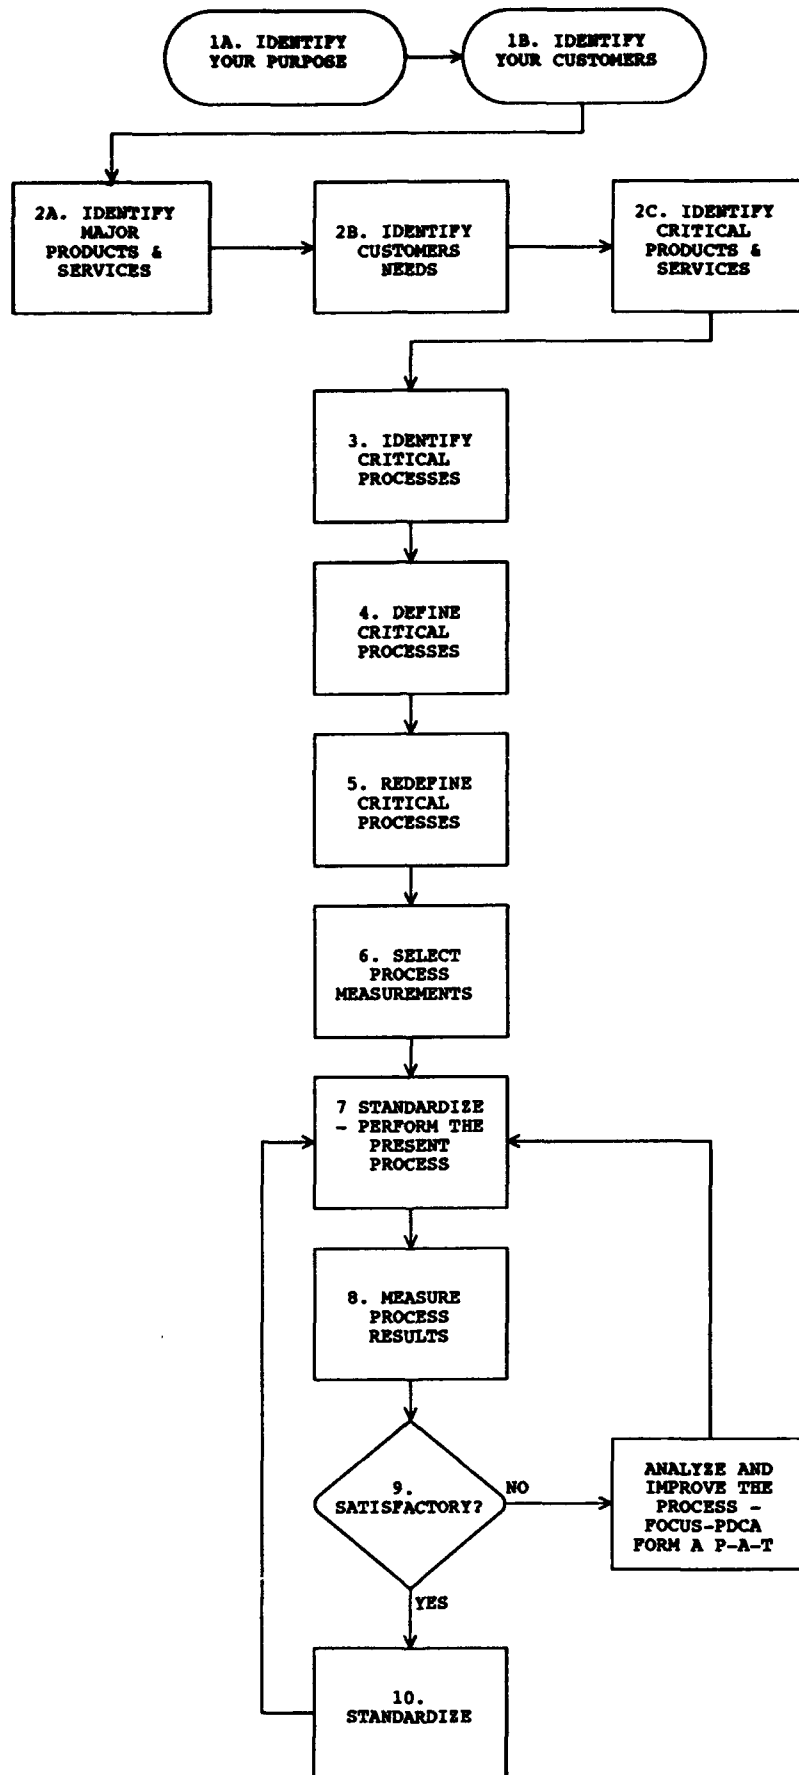 1A. IDENTIFY
YOUR PURPOSE
1B. IDENTIFY
YOUR CUSTOMERS
2A. IDENTIFY
MAJOR
PRODUCTS &
SERVICES
2B. IDENTIFY
CUSTOMERS
NEEDS
2C. IDENTIFY
CRITICAL
PRODUCTS &
SERVICES
3. IDENTIFY
CRITICAL
PROCESSES
4. DEFINE
CRITICAL
PROCESSES
5. REDEFINE
CRITICAL
PROCESSES
6. SELECT
PROCESS
MEASUREMENTS
7 STANDARDIZE
- PERFORM THE
PRESENT
PROCESS
8. MEASURE
PROCESS
RESULTS
9.
SATISFACTORY?
NO
ANALYZE AND
IMPROVE THE
PROCESS -
FOCUS-PDCA
FORM A P-A-T
YES
10.
STANDARDIZE